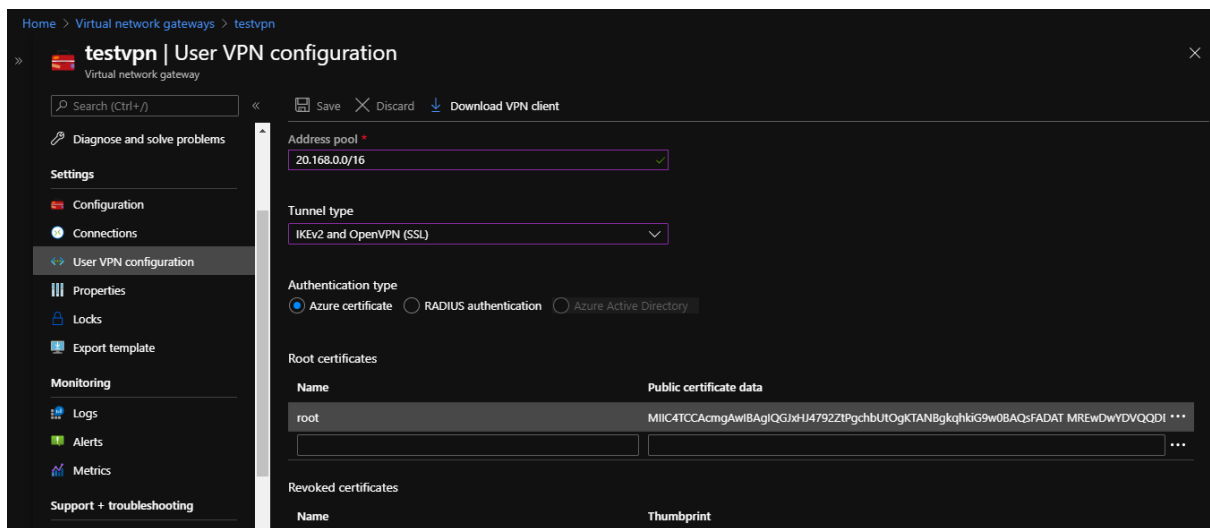 Home > Virtual network gateways > testvpn
testvpn | User VPN configuration
Virtual network gateway
Search (Ctrl+/)
Diagnose and solve problems
Settings
Configuration
Connections
User VPN configuration
Properties
Locks
Export template
Monitoring
Logs
Alerts
Metrics
Support + troubleshooting
Save Discard Download VPN client
Address pool *
20.168.0.0/16
Tunnel type
IKEv2 and OpenVPN (SSL)
Authentication type
Azure certificate RADIUS authentication Azure Active Directory
Root certificates
Name Public certificate data
root MIIC4TCCAcmgAwIBAgIQGJxHJ4792ZtPgchbUtOgKTANBgkqhkiG9w0BAQsFADAT MREwDwYDVQQDI
Revoked certificates
Name Thumbprint